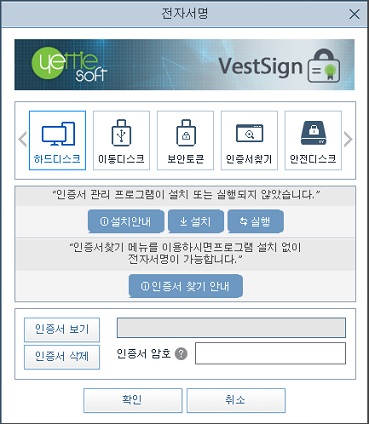 전자서명
yettie soft
VestSign
하드디스크
이동디스크
보안토큰
인증서찾기
안전디스크
"인증서 관리 프로그램이 설치 또는 실행되지 않았습니다."
설치안내
설치
실행
"인증서찾기 메뉴를 이용하시면프로그램 설치 없이
전자서명이 가능합니다."
인증서 찾기 안내
인증서 보기
인증서 삭제
인증서 암호 ?
확인
취소